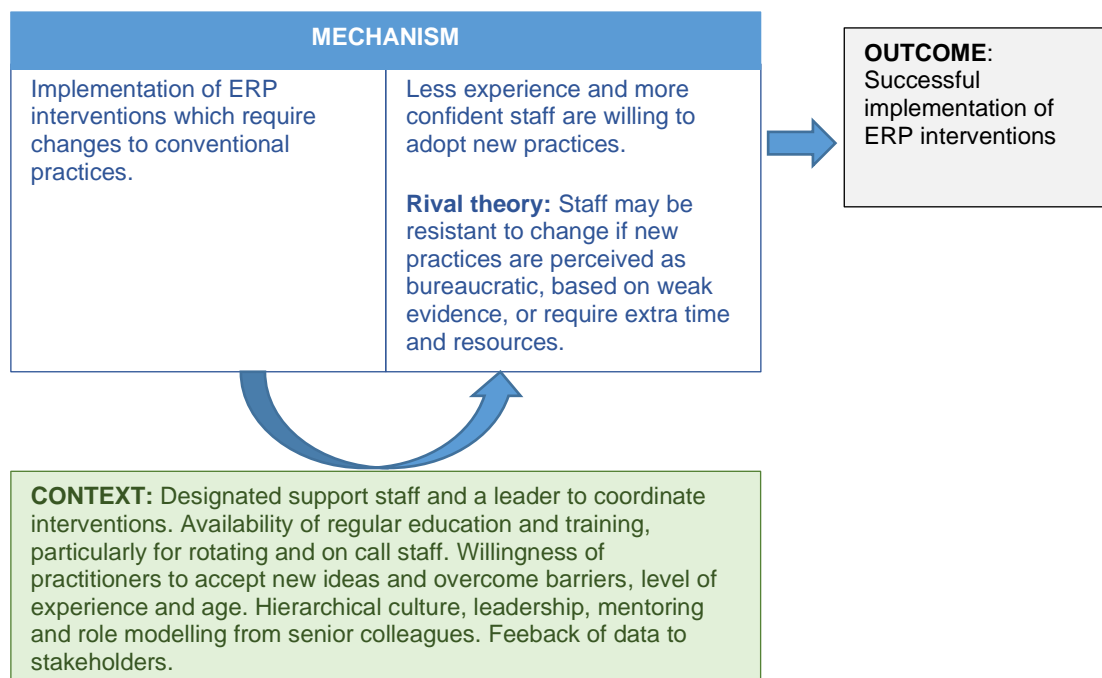 MECHANISM
Implementation of ERP
interventions which require
changes to conventional
practices.
Less experience and more
confident staff are willing to
adopt new practices.
Rival theory: Staff may be
resistant to change if new
practices are perceived as
bureaucratic, based on weak
evidence, or require extra time
and resources.
OUTCOME:
Successful
implementation of
ERP interventions
CONTEXT: Designated support staff and a leader to coordinate
interventions. Availability of regular education and training,
particularly for rotating and on call staff. Willingness of
practitioners to accept new ideas and overcome barriers, level of
experience and age. Hierarchical culture, leadership, mentoring
and role modelling from senior colleagues. Feeback of data to
stakeholders.